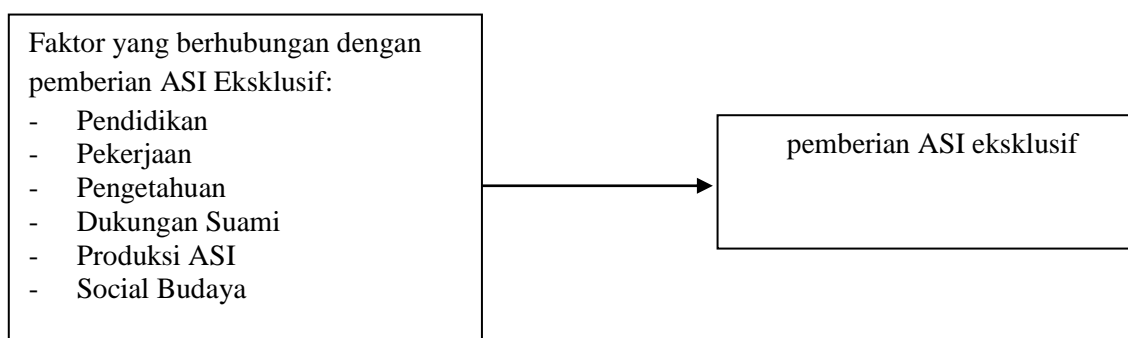 Faktor yang berhubungan dengan
pemberian ASI Eksklusif:
- Pendidikan
- Pekerjaan
- Pengetahuan
- Dukungan Suami
- Produksi ASI
- Social Budaya
pemberian ASI eksklusif